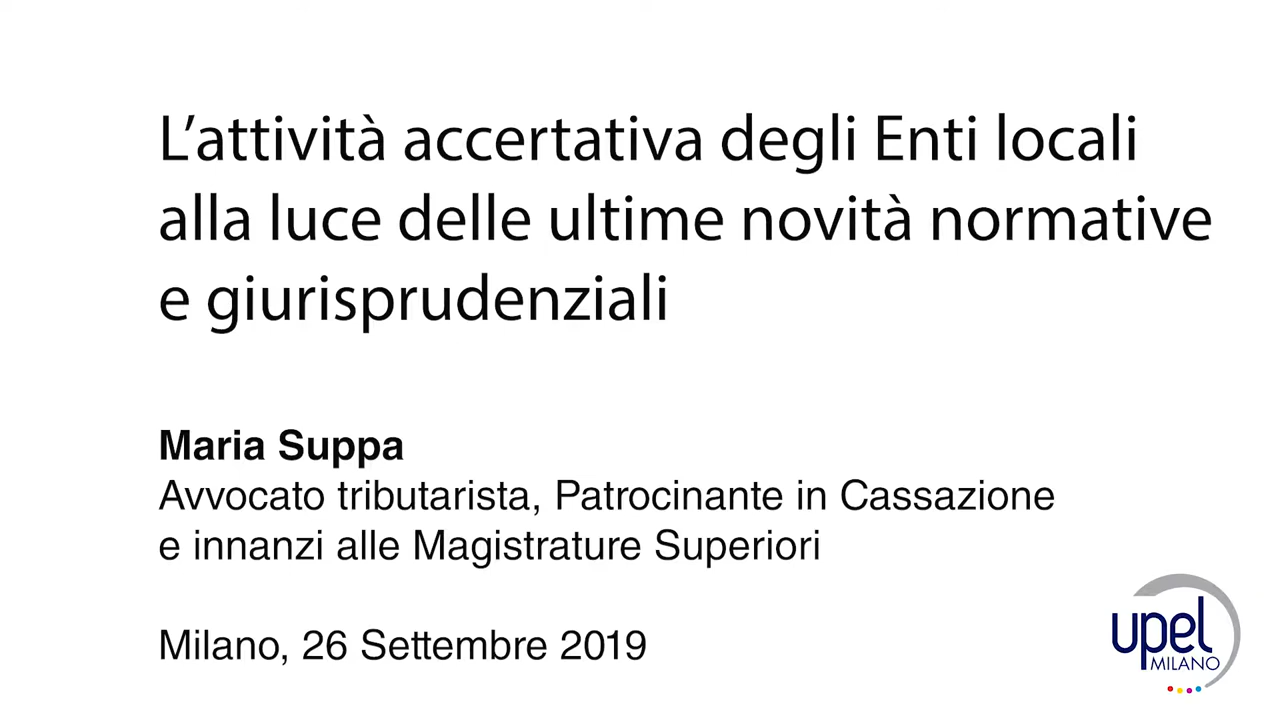 L’attività accertativa degli Enti locali
alla luce delle ultime novità normative
e giurisprudenziali
Maria Suppa
Avvocato tributarista, Patrocinante in Cassazione
e innanzi alle Magistrature Superiori
Milano, 26 Settembre 2019
upel
MILANO